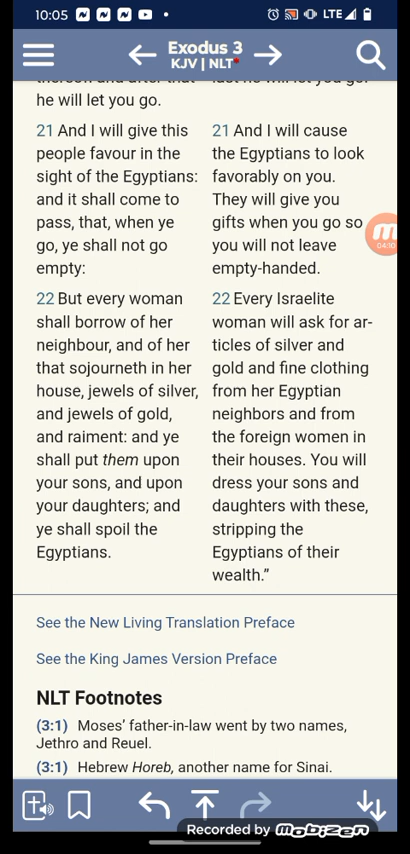 10:05 LTE
Exodus 3
KJV | NLT*
he will let you go.
21 And I will give this
people favour in the
sight of the Egyptians:
and it shall come to
pass, that, when ye
go, ye shall not go
empty:
22 But every woman
shall borrow of her
neighbour, and of her
that sojourneth in her
house, jewels of silver,
and jewels of gold,
and raiment: and ye
shall put them upon
your sons, and upon
your daughters; and
ye shall spoil the
Egyptians.
21 And I will cause
the Egyptians to look
favorably on you.
They will give you
gifts when you go so
you will not leave
empty-handed.
22 Every Israelite
woman will ask for ar-
ticles of silver and
gold and fine clothing
from her Egyptian
neighbors and from
the foreign women in
their houses. You will
dress your sons and
daughters with these,
stripping the
Egyptians of their
wealth.”
m
04:10
See the New Living Translation Preface
See the King James Version Preface
NLT Footnotes
(3:1) Moses’ father-in-law went by two names,
Jethro and Reuel.
(3:1) Hebrew Horeb, another name for Sinai.
Recorded by mobizen